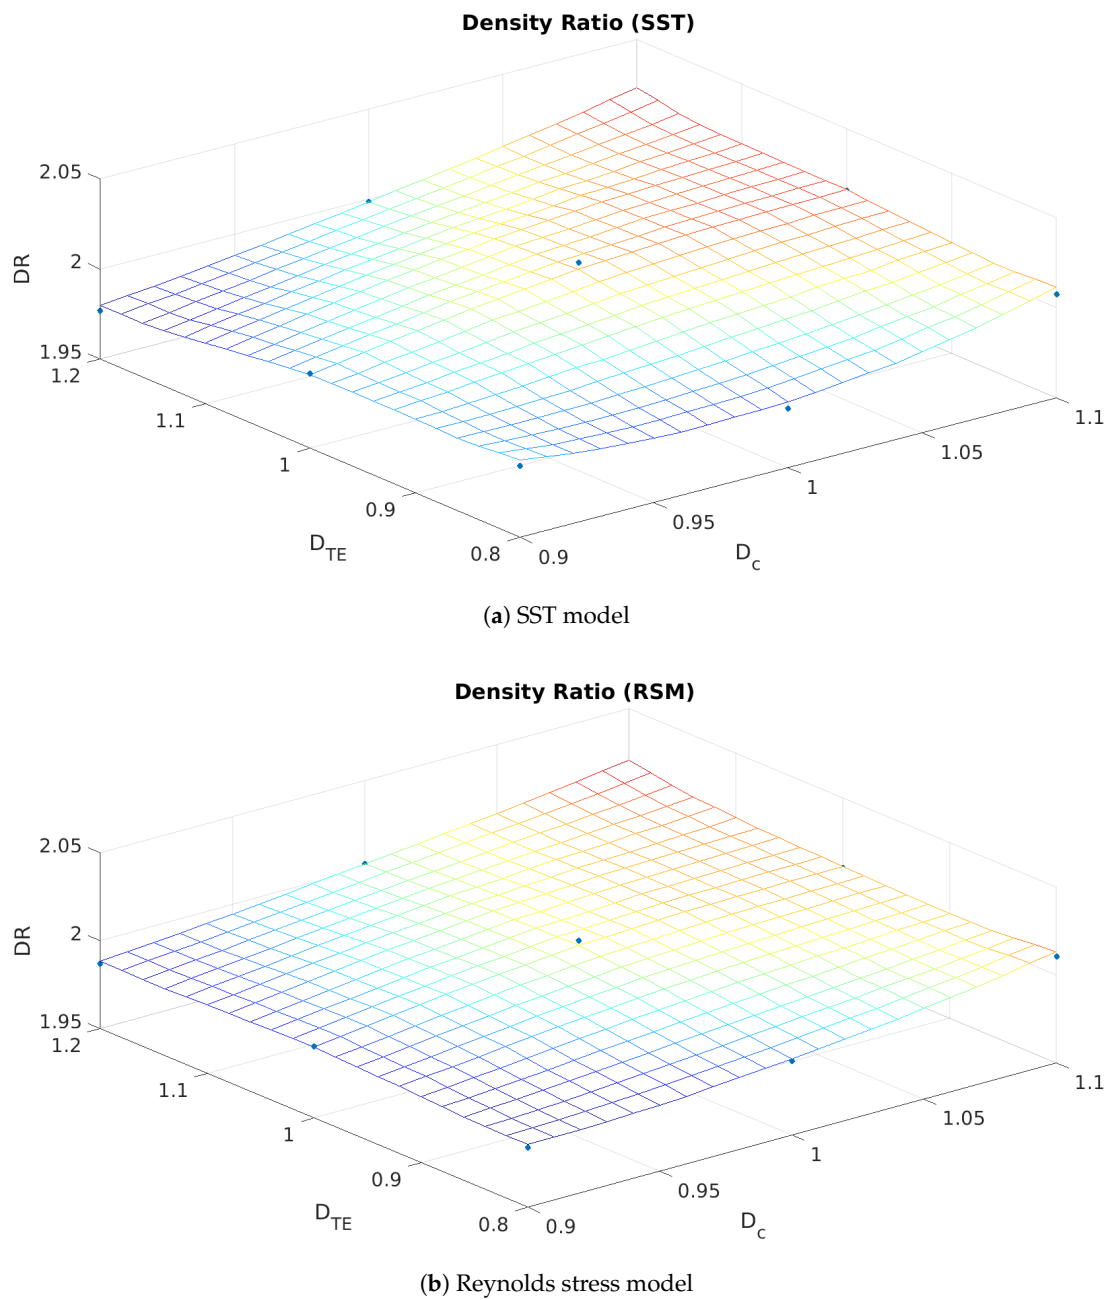 Density Ratio (SST)
2.05
2
1.95
DR
1.2
1.1
1
0.9
0.8
D_TE
0.9
0.95
1
1.05
1.1
D_c
(a) SST model
Density Ratio (RSM)
2.05
2
1.95
DR
1.2
1.1
1
0.9
0.8
D_TE
0.9
0.95
1
1.05
1.1
D_c
(b) Reynolds stress model